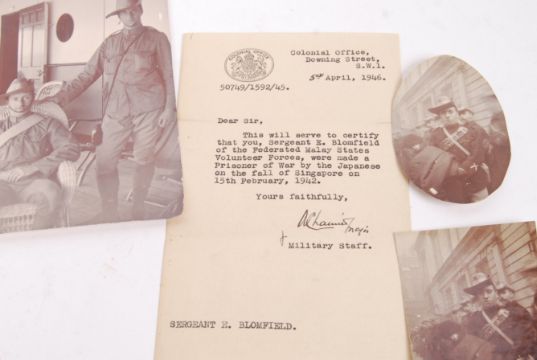 COLONIAL OFFICE
Colonial Office,
Downing Street,
S.W.1.
5th April, 1946.
50749/1592/45.
Dear Sir,
This will serve to certify
that you, Sergeant E. Blomfield
of the Federated Malay States
Volunteer Forces, were made a
Prisoner of War by the Japanese
on the fall of Singapore on
15th February, 1942.
Yours faithfully,
Major
Military Staff.
SERGEANT E. BLOMFIELD.